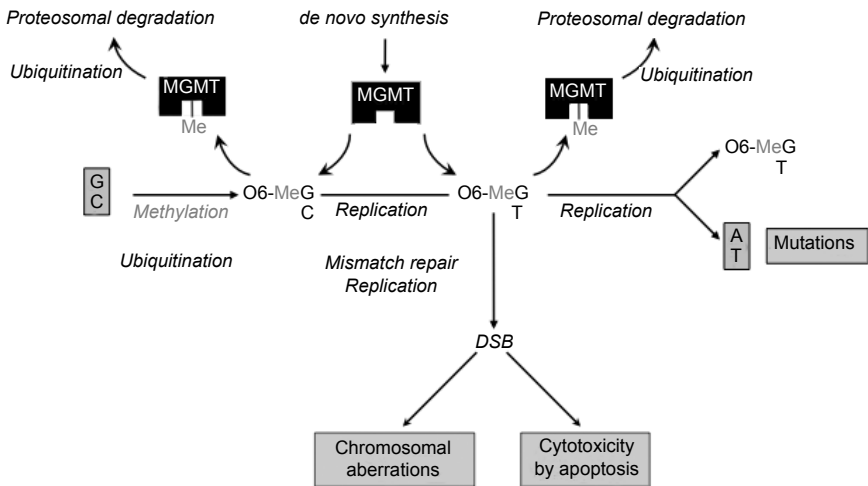 Proteosomal degradation
de novo synthesis
Proteosomal degradation
Ubiquitination
Ubiquitination
MGMT
Me
MGMT
MGMT
Me
G
C
Methylation
O6-MeG
C
Replication
O6-MeG
T
Replication
O6-MeG
T
A
T
Mutations
Ubiquitination
Mismatch repair
Replication
DSB
Chromosomal
aberrations
Cytotoxicity
by apoptosis